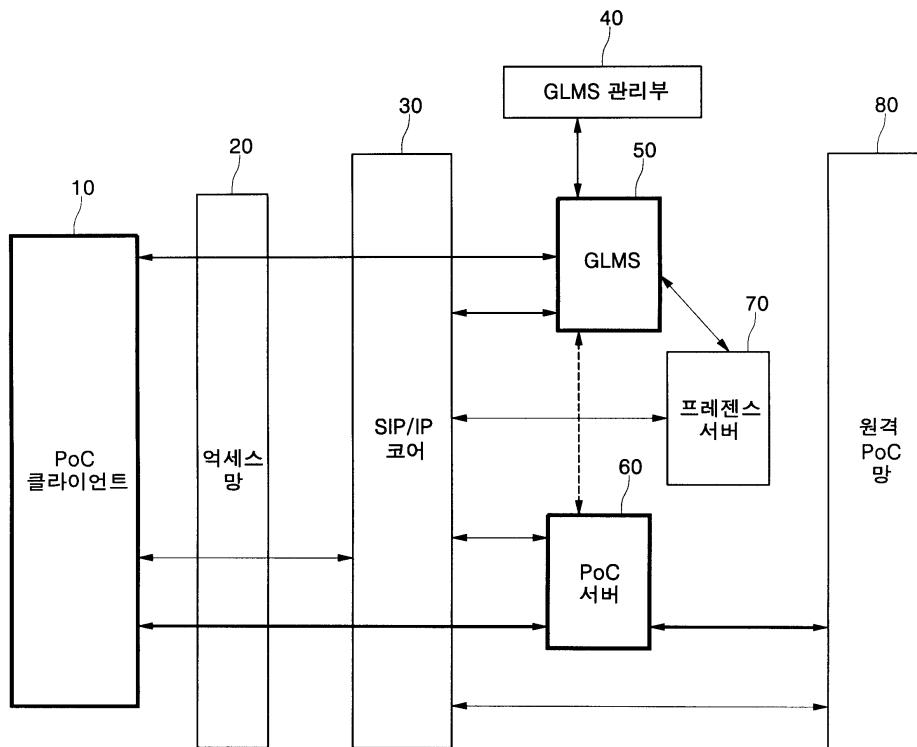 40
GLMS 관리부
30
80
20
50
10
GLMS
70
프레젠스
서버
SIP/IP
코어
원격
PoC
망
PoC
클라이언트
억세스
망
60
PoC
서버